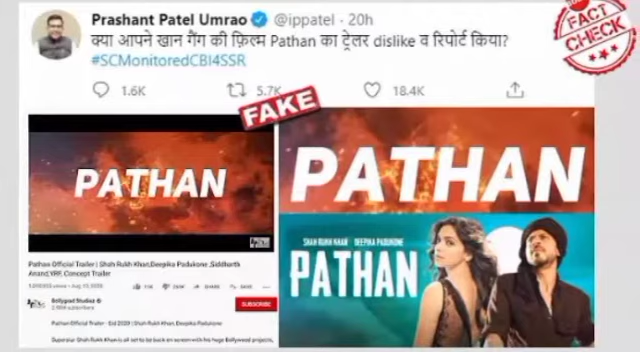 Prashant Patel Umrao @ippatel · 20h
क्या आपने खान गैंग की फ़िल्म Pathan का ट्रेलर dislike व रिपोर्ट किया?
#SCMonitoredCBI4SSR
1.6K 5.7K 18.4K
FACT CHECK
FAKE
PATHAN
PATHAN
SHAH RUKH KHAN DEEPIKA PADUKONE
PATHAN
Pathan Official Trailer | Shah Rukh Khan,Deepika Padukone ,Siddharth
Anand,YRF, Concept Trailer
SHARE
Bollygad Studioz
SUBSCRIBE
Pathan Official Trailer - Eid 2020 | Shah Rukh Khan, Deepika Padukone
Superstar Shah Rukh Khan is all set to be back on screen with his huge Bollywood projects,